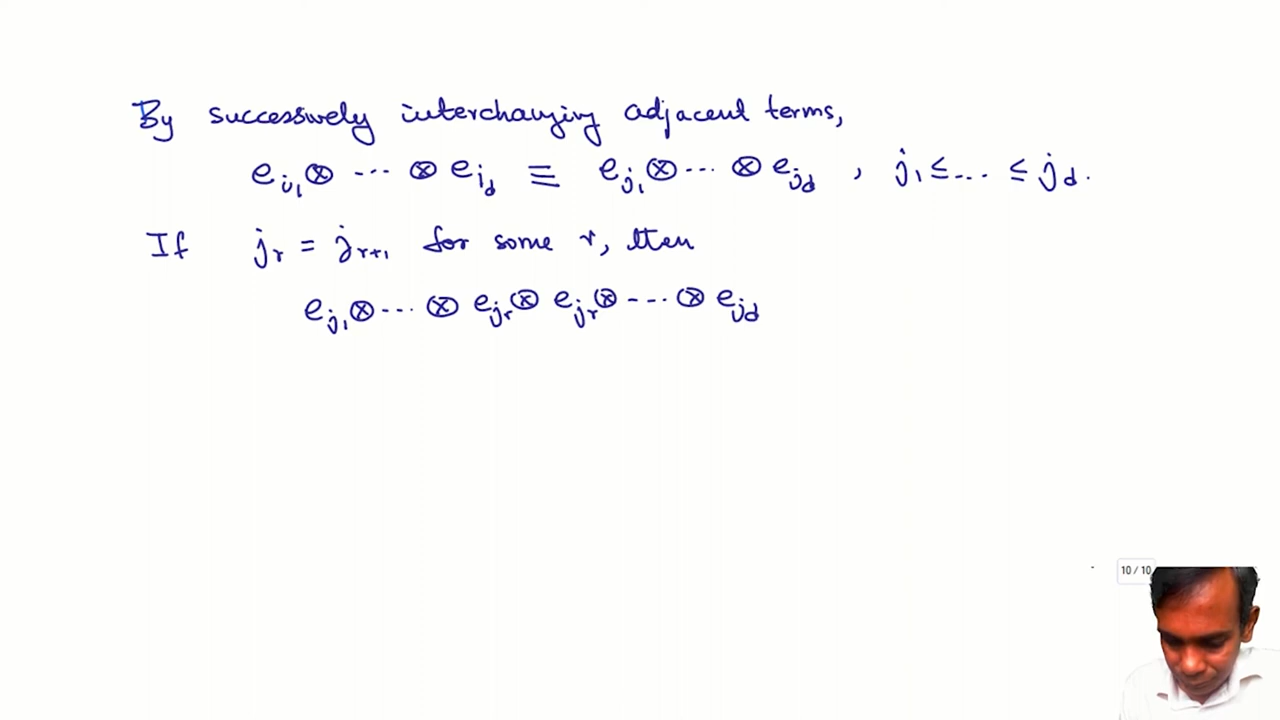 By successively interchanging adjacent terms,
e_{i_1} ⊗ ... ⊗ e_{i_d} ≡ e_{j_1} ⊗ ... ⊗ e_{j_d} , j_1 ≤ ... ≤ j_d.
If j_r = j_{r+1} for some r, then
e_{j_1} ⊗ ... ⊗ e_{j_r} ⊗ e_{j_r} ⊗ ... ⊗ e_{j_d}
10 / 10